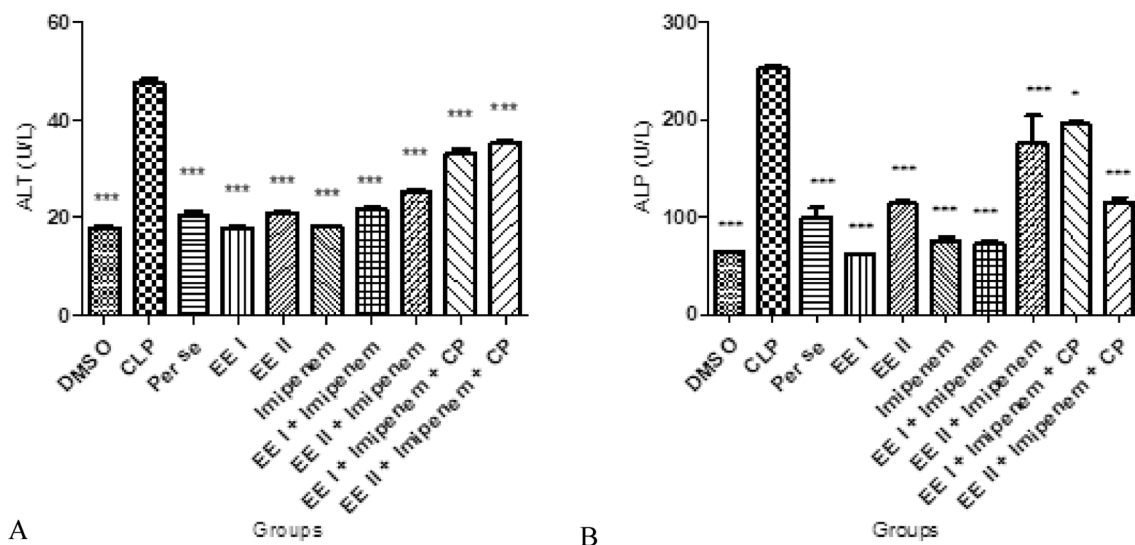 60
40
20
0
ALT (U/L)
***
***
***
***
***
***
***
***
***
DMSO
CLP
Per se
EE I
EE II
Imipenem
EE I + Imipenem
EE II + Imipenem
EE I + Imipenem + CP
EE II + Imipenem + CP
Groups
A
300
200
100
0
ALP (U/L)
***
***
***
***
***
***
***
*
***
DMSO
CLP
Per se
EE I
EE II
Imipenem
EE I + Imipenem
EE II + Imipenem
EE I + Imipenem + CP
EE II + Imipenem + CP
Groups
B